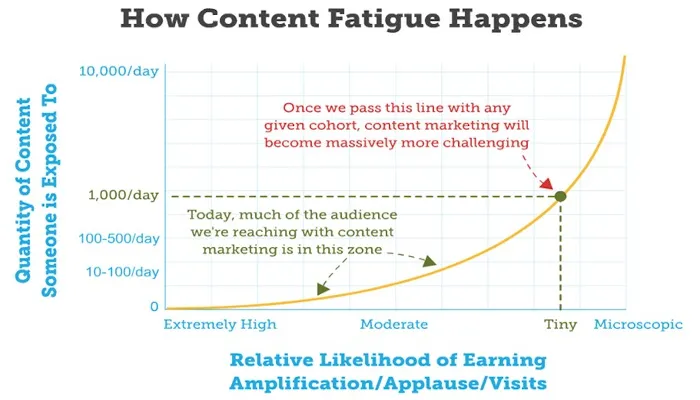 How Content Fatigue Happens
Quantity of Content
Someone is Exposed To
10,000/day
1,000/day
100-500/day
10-100/day
0
Once we pass this line with any
given cohort, content marketing will
become massively more challenging
Today, much of the audience
we're reaching with content
marketing is in this zone
Extremely High
Moderate
Tiny
Microscopic
Relative Likelihood of Earning
Amplification/Applause/Visits